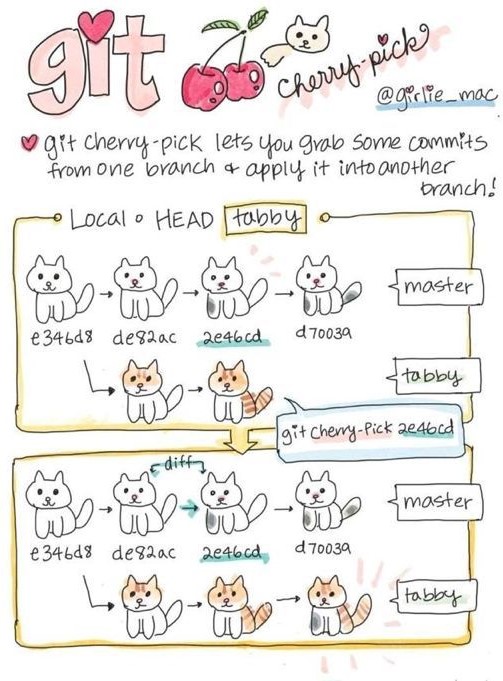 git
cherry-pick
@girlie_mac
git cherry-pick lets you grab some commits
from one branch & apply it into another
branch!
Local HEAD tabby
master
e346d8 de82ac 2e46cd d7003a
tabby
git cherry-pick 2e46cd
diff
master
e346d8 de82ac 2e46cd d7003a
tabby